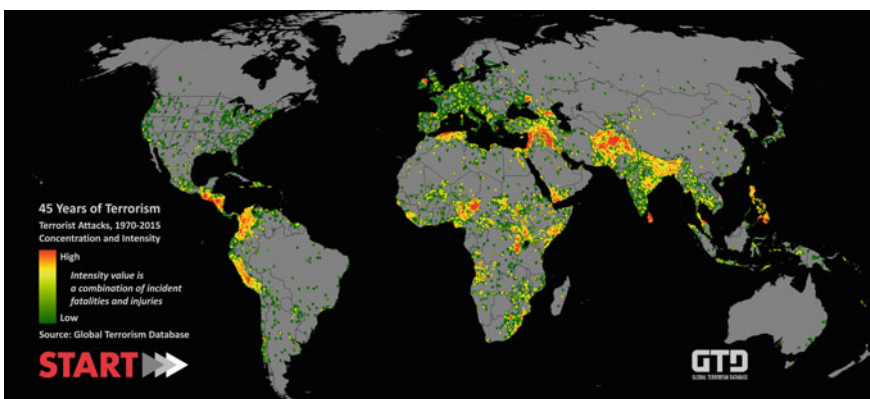 45 Years of Terrorism
Terrorist Attacks, 1970-2015
Concentration and Intensity
High
Intensity value is
a combination of incident
fatalities and injuries
Low
Source: Global Terrorism Database
START
GTD
GLOBAL TERRORISM DATABASE